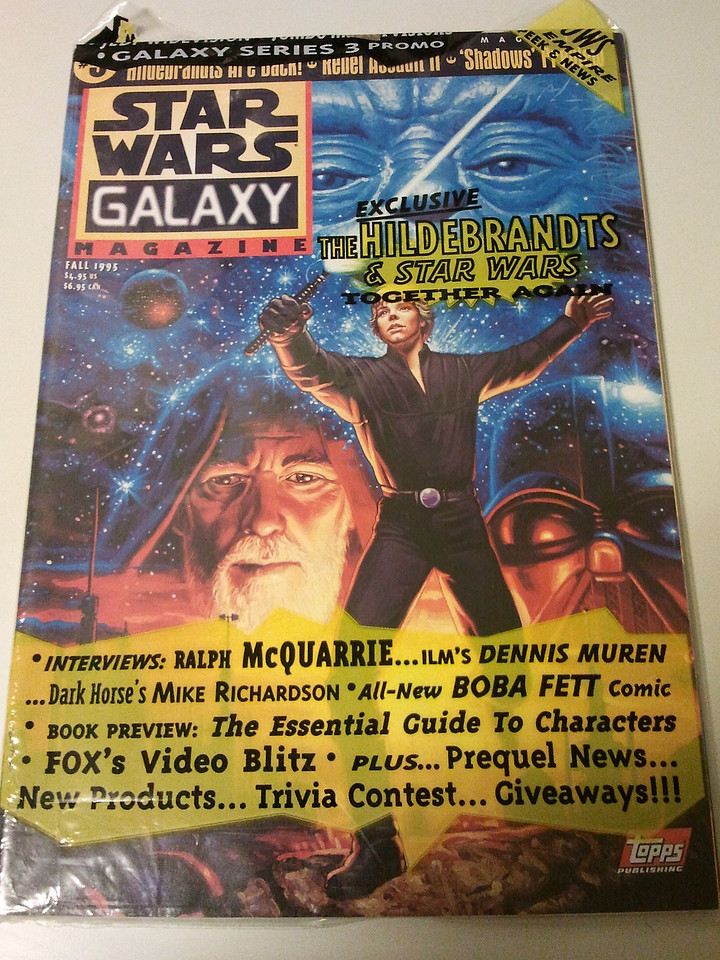 • GALAXY SERIES 3 PROMO
MAG
Hildebrandts Are Back! • Rebel Assault II • 'Shadows'
EMPIRE
& NEWS
STAR
WARS
GALAXY
MAGAZINE
FALL 1995
$4.95 US
$6.95 CAN
EXCLUSIVE
THE HILDEBRANDTS
& STAR WARS
TOGETHER AGAIN
• INTERVIEWS: RALPH McQUARRIE...ILM'S DENNIS MUREN
...Dark Horse's MIKE RICHARDSON • All-New BOBA FETT Comic
• BOOK PREVIEW: The Essential Guide To Characters
• FOX's Video Blitz • PLUS... Prequel News...
New Products... Trivia Contest... Giveaways!!!
Topps
PUBLISHING